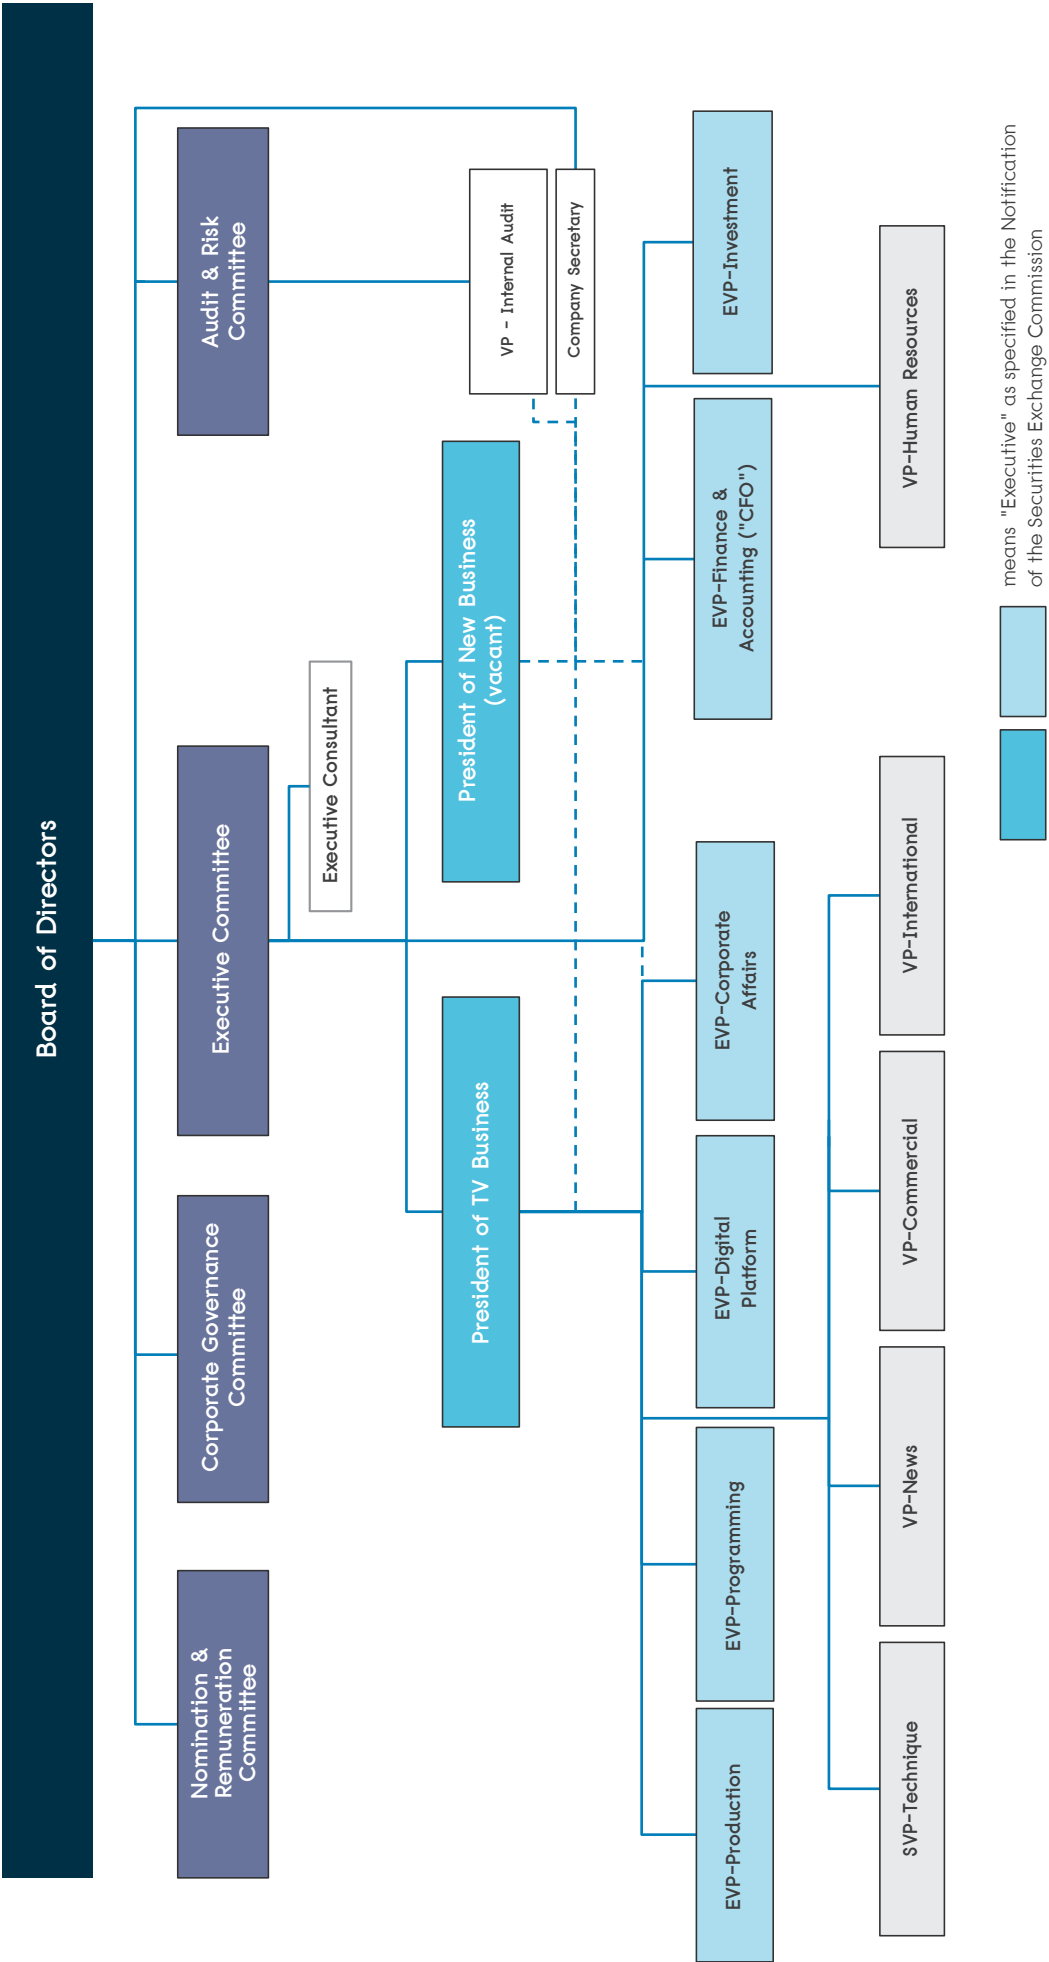 Board of Directors
Nomination &
Remuneration
Committee
Corporate Governance
Committee
Executive Committee
Audit & Risk
Committee
Executive Consultant
President of TV Business
President of New Business
(vacant)
VP - Internal Audit
Company Secretary
EVP-Production
EVP-Programming
EVP-Digital
Platform
EVP-Corporate
Affairs
EVP-Finance &
Accounting ("CFO")
EVP-Investment
SVP-Technique
VP-News
VP-Commercial
VP-International
VP-Human Resources
means "Executive" as specified in the Notification
of the Securities Exchange Commission